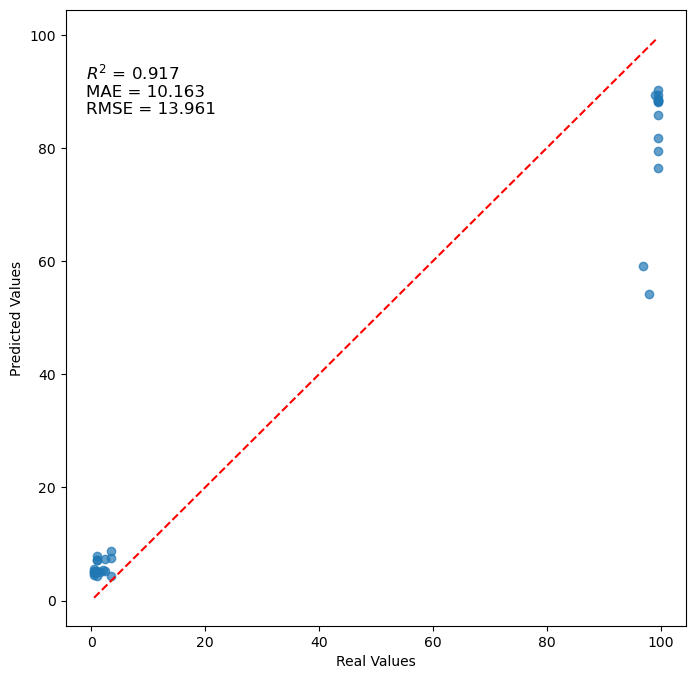 R² = 0.917
MAE = 10.163
RMSE = 13.961
100
80
60
40
20
0
Predicted Values
0 20 40 60 80 100
Real Values